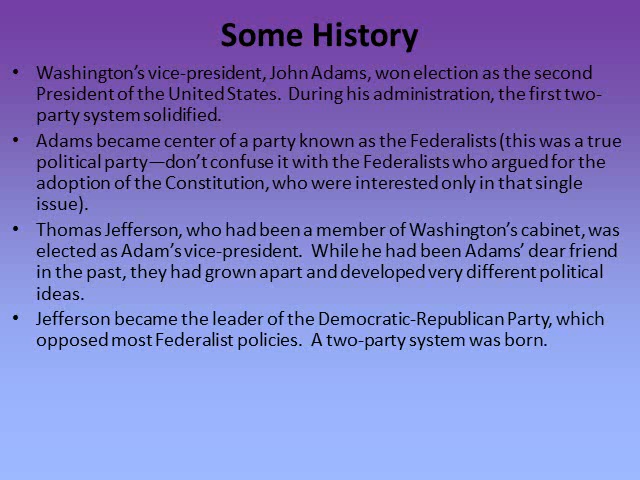 Some History
• Washington’s vice-president, John Adams, won election as the second
President of the United States.  During his administration, the first two-
party system solidified.
• Adams became center of a party known as the Federalists (this was a true
political party—don’t confuse it with the Federalists who argued for the
adoption of the Constitution, who were interested only in that single
issue).
• Thomas Jefferson, who had been a member of Washington’s cabinet, was
elected as Adam’s vice-president.  While he had been Adams’ dear friend
in the past, they had grown apart and developed very different political
ideas.
• Jefferson became the leader of the Democratic-Republican Party, which
opposed most Federalist policies.  A two-party system was born.